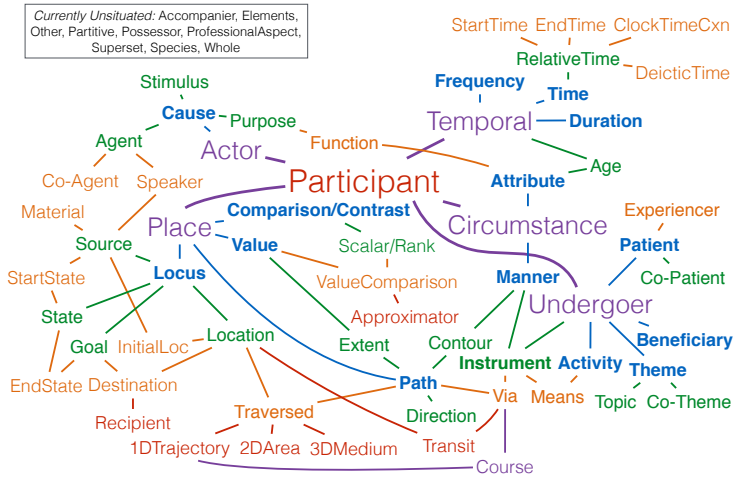 Currently Unsituated: Accompanier, Elements,
Other, Partitive, Possessor, ProfessionalAspect,
Superset, Species, Whole
StartTime EndTime ClockTimeCxn
RelativeTime
DeicticTime
Stimulus
Frequency
Time
Cause
Purpose
Temporal
Duration
Agent
Function
Actor
Age
Co-Agent
Speaker
Participant
Attribute
Material
Comparison/Contrast
Experiencer
Place
Circumstance
Source
Value
Scalar/Rank
Patient
StartState
Locus
ValueComparison
Manner
Co-Patient
Undergoer
State
Approximator
Location
Beneficiary
Goal
InitialLoc
Extent
Contour
Instrument
Activity
Theme
EndState
Destination
Path
Via
Means
Topic
Co-Theme
Recipient
Traversed
Direction
1DTrajectory
2DArea
3DMedium
Transit
Course